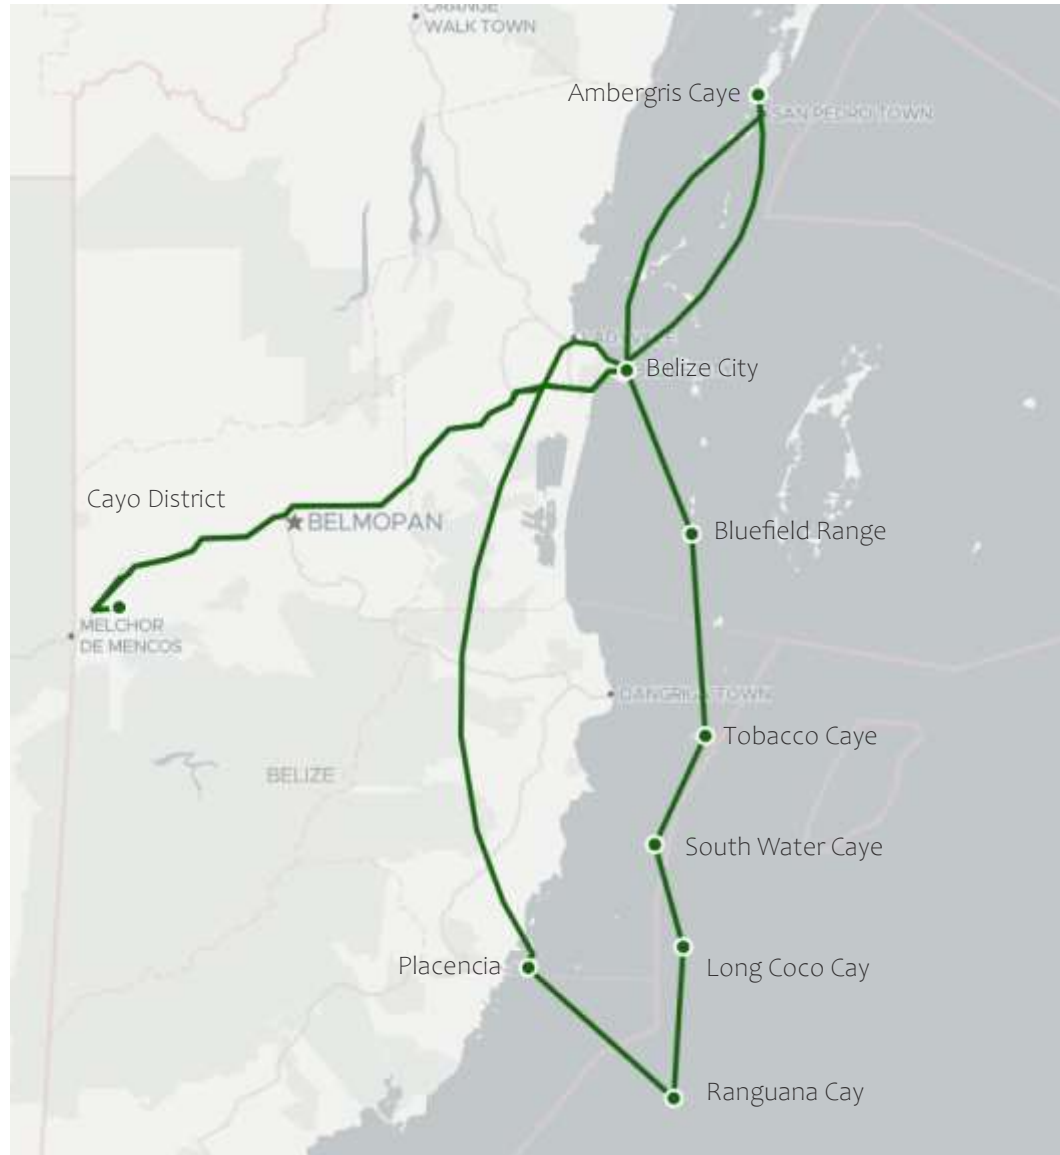 ORANGE
WALK TOWN
Ambergris Caye
SAN PEDRO TOWN
Belize City
Cayo District
BELMOPAN
Bluefield Range
MELCHOR
DE MENCOS
DANGRIGA TOWN
Tobacco Caye
BELIZE
South Water Caye
Placencia
Long Coco Cay
Ranguana Cay